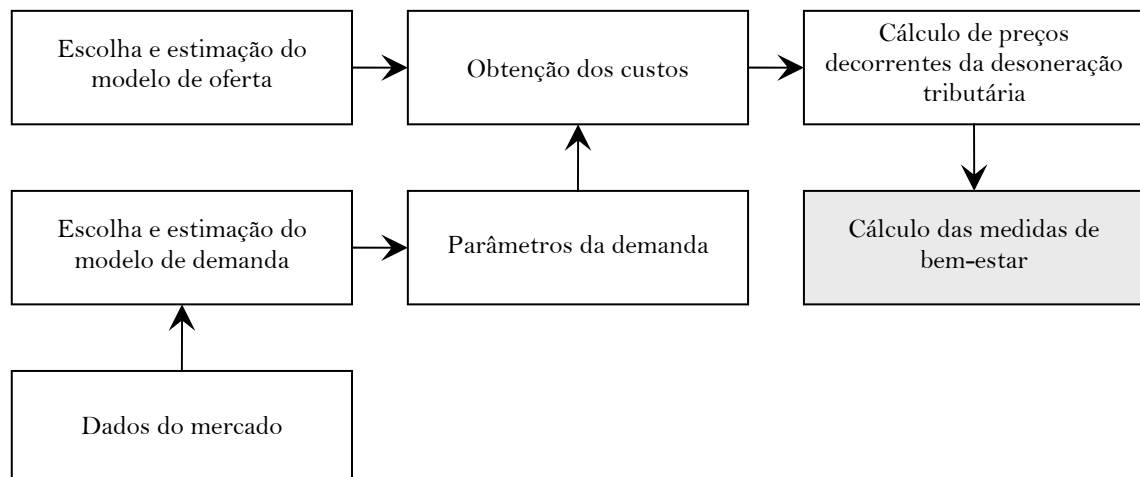 Escolha e estimação do
modelo de oferta
Obtenção dos custos
Cálculo de preços
decorrentes da desoneração
tributária
Escolha e estimação do
modelo de demanda
Parâmetros da demanda
Cálculo das medidas de
bem-estar
Dados do mercado